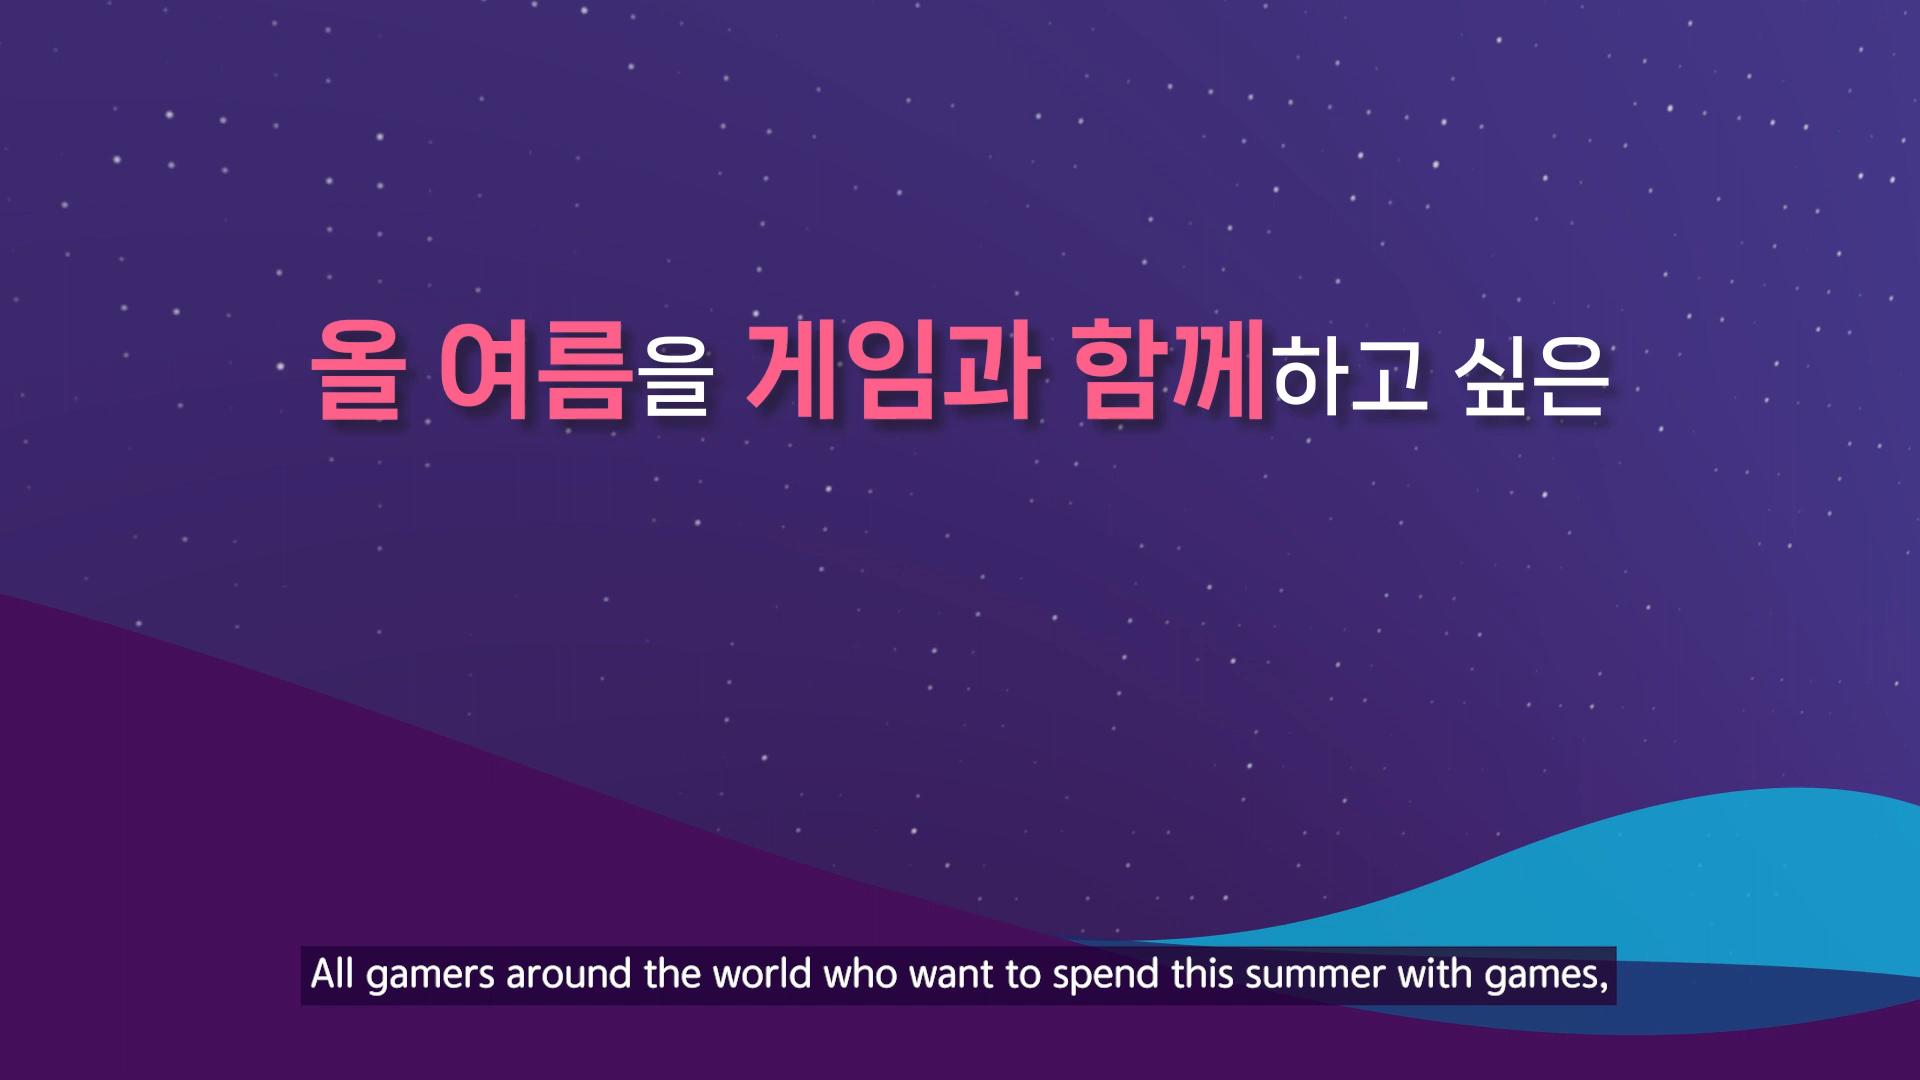 올 여름을 게임과 함께하고 싶은
All gamers around the world who want to spend this summer with games,